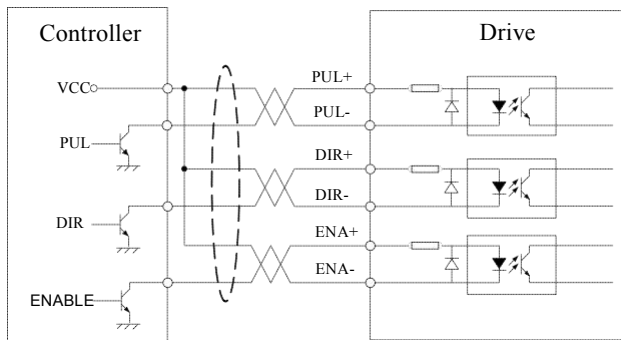 Controller
Drive
VCC
PUL+
PUL-
PUL
DIR+
DIR-
DIR
ENA+
ENA-
ENABLE